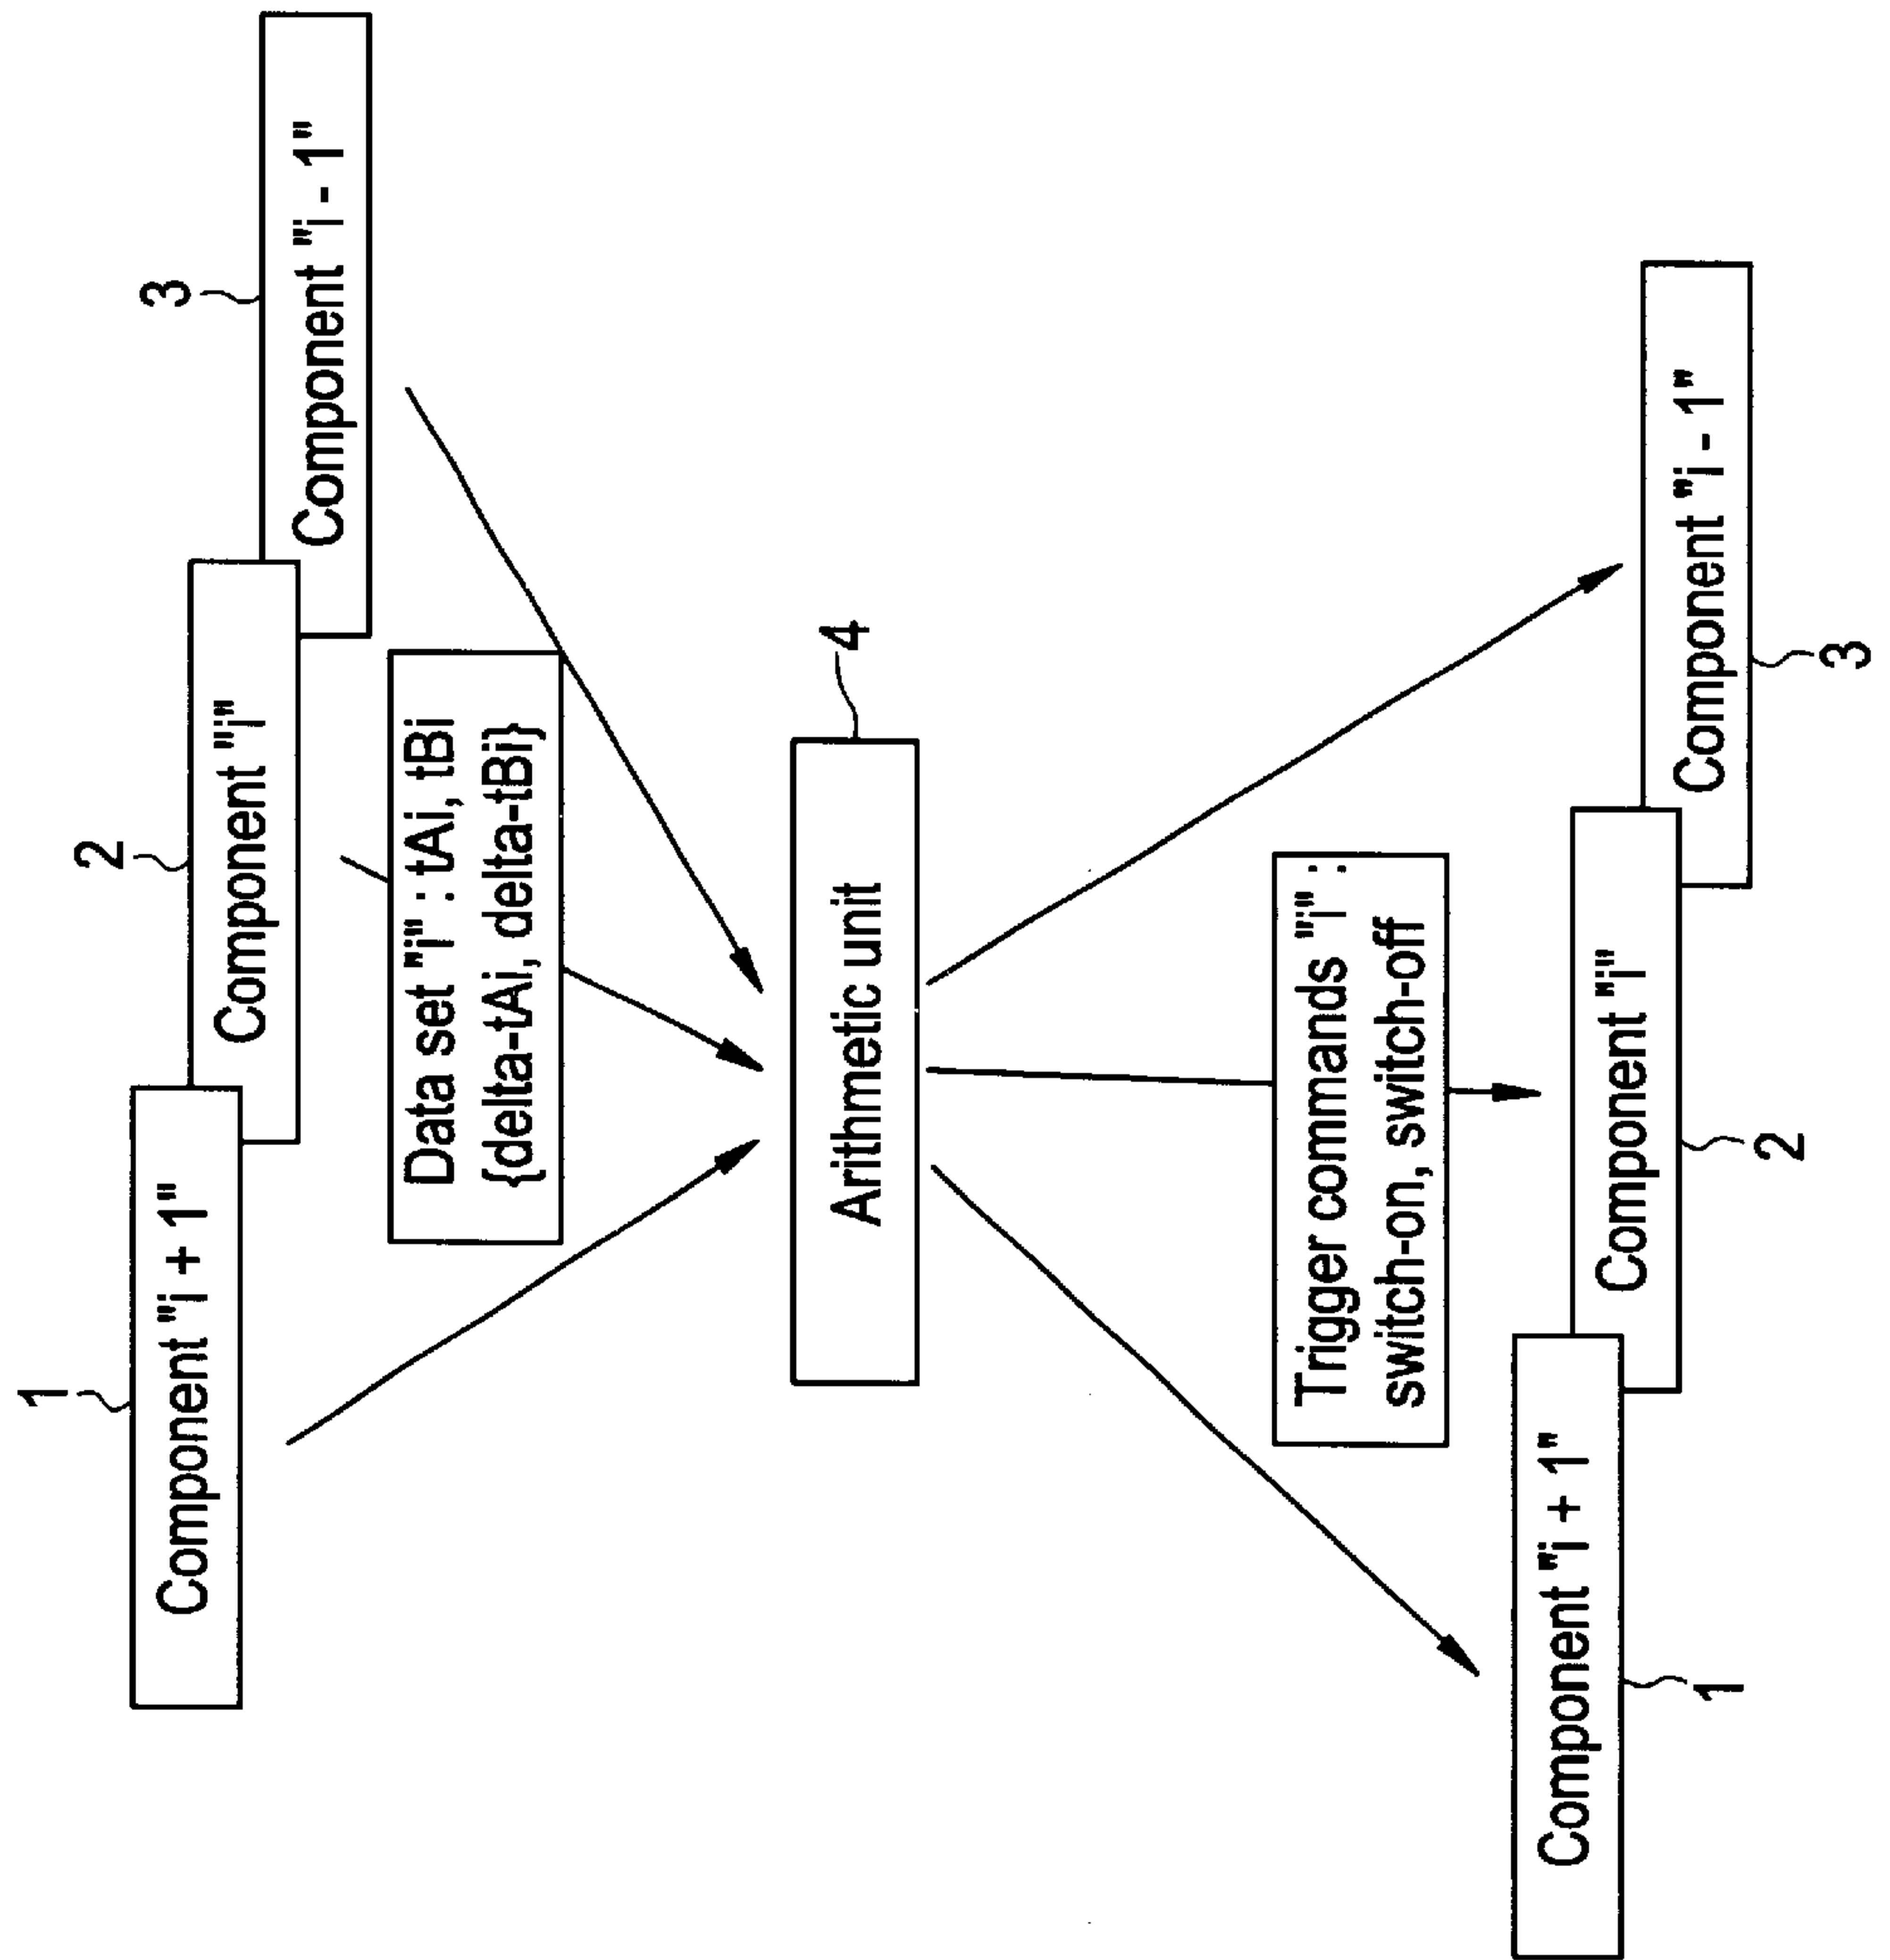 1
Component "i + 1"
2
Component "i"
3
Component "i - 1"
Data set "i" : tAi, tBi
{delta-tAi, delta-tBi}
4
Arithmetic unit
Trigger commands "i" :
switch-on, switch-off
Component "i + 1"
1
Component "i"
2
Component "i - 1"
3